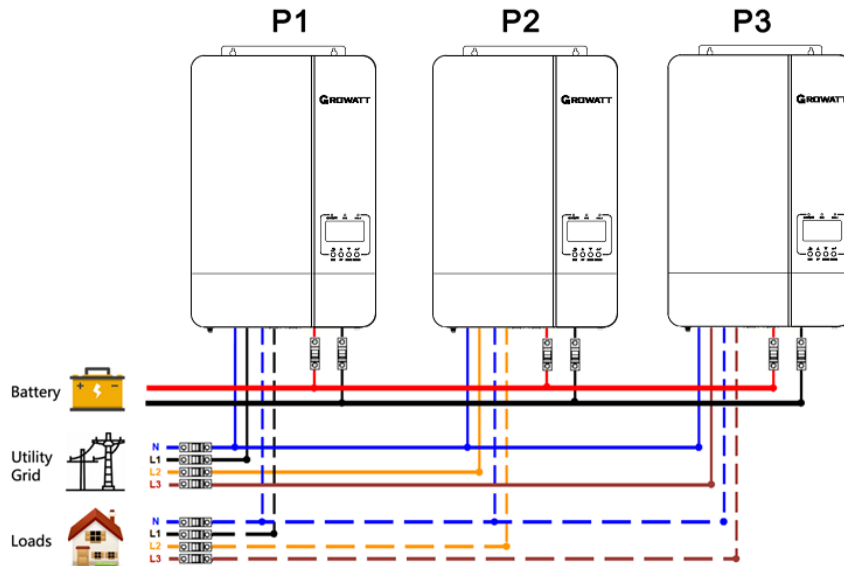 P1 P2 P3
GROWATT GROWATT GROWATT
Battery
+ -
Utility
Grid
N
L1
L2
L3
Loads
N
L1
L2
L3